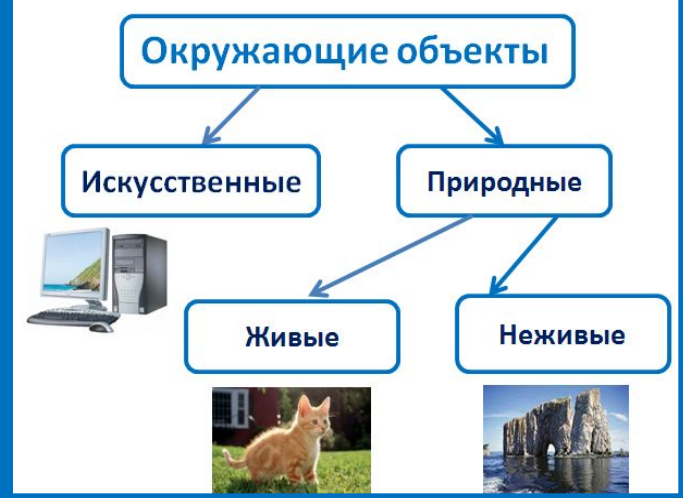 Окружающие объекты
Искусственные
Природные
Живые
Неживые